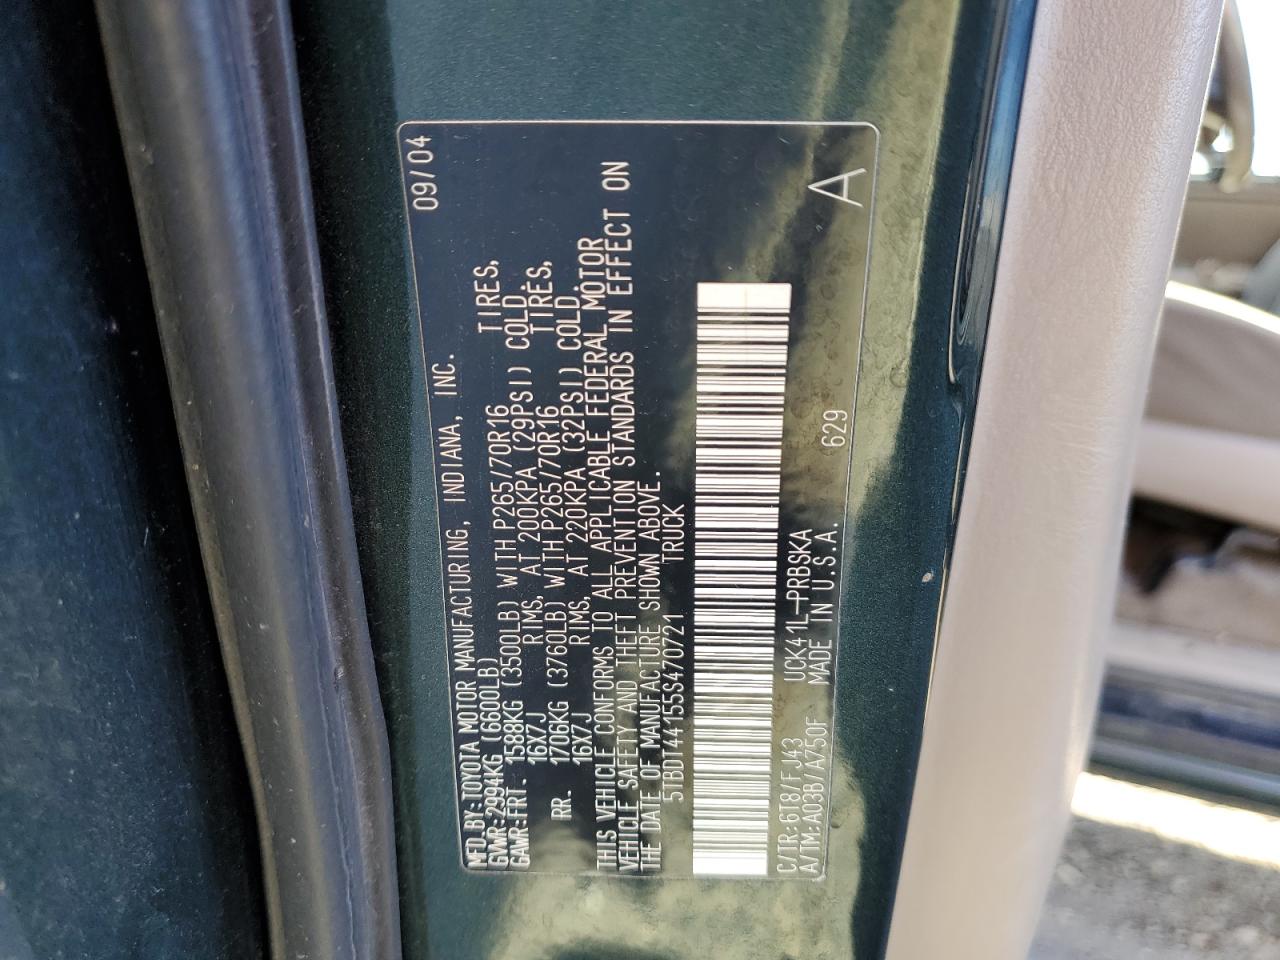 MFD.BY:TOYOTA MOTOR MANUFACTURING, INDIANA, INC. 09/04
GVWR:2994KG (6600LB)
GAWR:FRT. 1588KG (3500LB) WITH P265/70R16 TIRES,
16X7J RIMS, AT 200KPA (29PSI) COLD
RR. 1706KG (3760LB) WITH P265/70R16 TIRES,
16X7J RIMS, AT 220KPA (32PSI) COLD.
THIS VEHICLE CONFORMS TO ALL APPLICABLE FEDERAL MOTOR
VEHICLE SAFETY AND THEFT PREVENTION STANDARDS IN EFFECT ON
THE DATE OF MANUFACTURE SHOWN ABOVE.
5TBDT44155S470721 TRUCK
C/TR:6T8/FJ43 UCK41L-PRBSKA 629
A/TM:A03B/A750F MADE IN U.S.A.
A